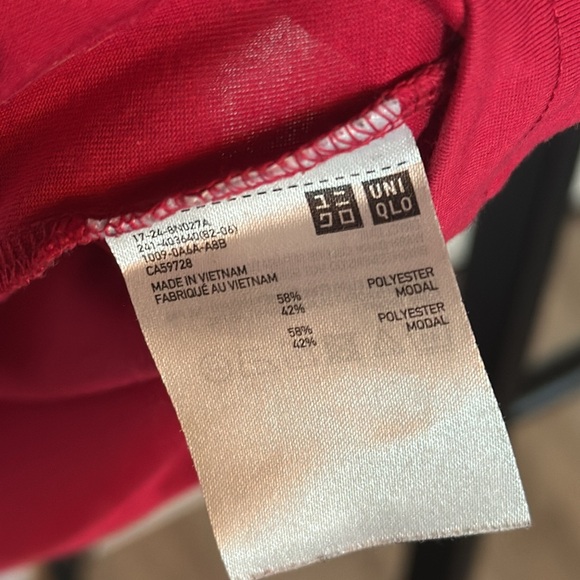 ユニ
クロ
UNI
QLO
17-24-BN027A
241-403640(82-06)
1009-0A6A-A8B
CA59728
MADE IN VIETNAM
FABRIQUÉ AU VIETNAM
58% POLYESTER
42% MODAL
58% POLYESTER
42% MODAL